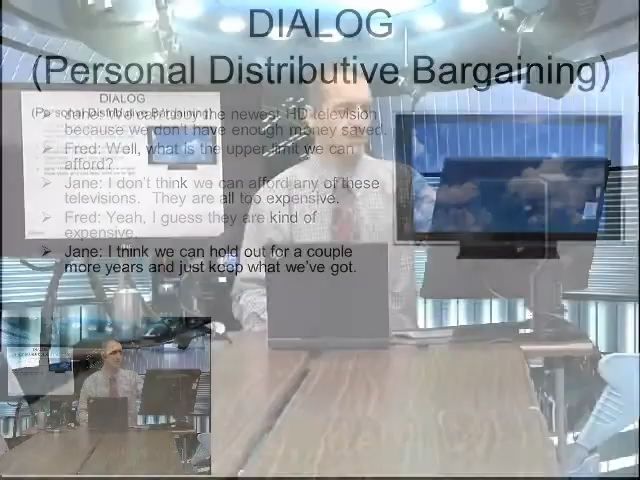 DIALOG
(Personal Distributive Bargaining)
DIALOG
(Personal Distributive Bargaining)
the newest HD television
because we don't have enough money saved.
Fred: Well, what is the upper limit we can
afford?
Jane: I don't think we can afford any of these
televisions. They are all too expensive.
Fred: Yeah, I guess they are kind of
expensive.
Jane: I think we can hold out for a couple
more years and just keep what we've got.